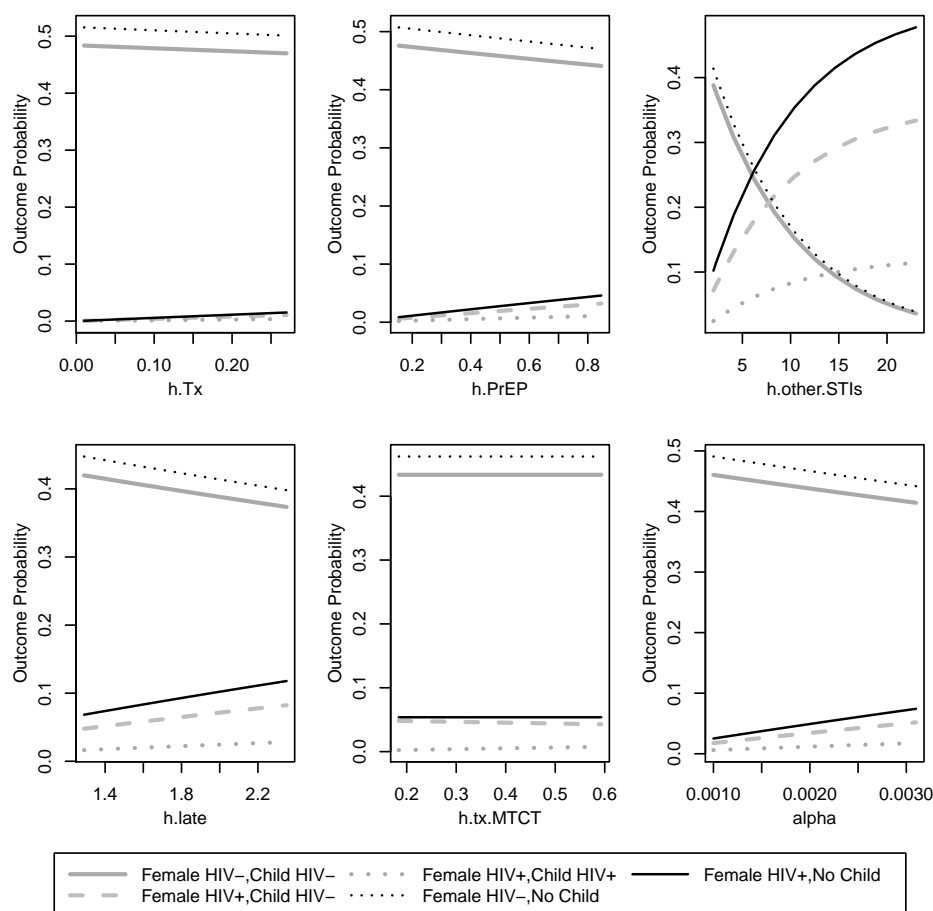 0.0 0.1 0.2 0.3 0.4 0.5
Outcome Probability
0.00 0.10 0.20
h.Tx
0.0 0.1 0.2 0.3 0.4 0.5
Outcome Probability
0.2 0.4 0.6 0.8
h.PrEP
0.1 0.2 0.3 0.4
Outcome Probability
5 10 15 20
h.other.STIs
0.0 0.1 0.2 0.3 0.4
Outcome Probability
1.4 1.8 2.2
h.late
0.0 0.1 0.2 0.3 0.4
Outcome Probability
0.2 0.3 0.4 0.5 0.6
h.tx.MTCT
0.0 0.1 0.2 0.3 0.4 0.5
Outcome Probability
0.0010 0.0020 0.0030
alpha
Female HIV−,Child HIV− Female HIV+,Child HIV+ Female HIV+,No Child
Female HIV+,Child HIV− Female HIV−,No Child